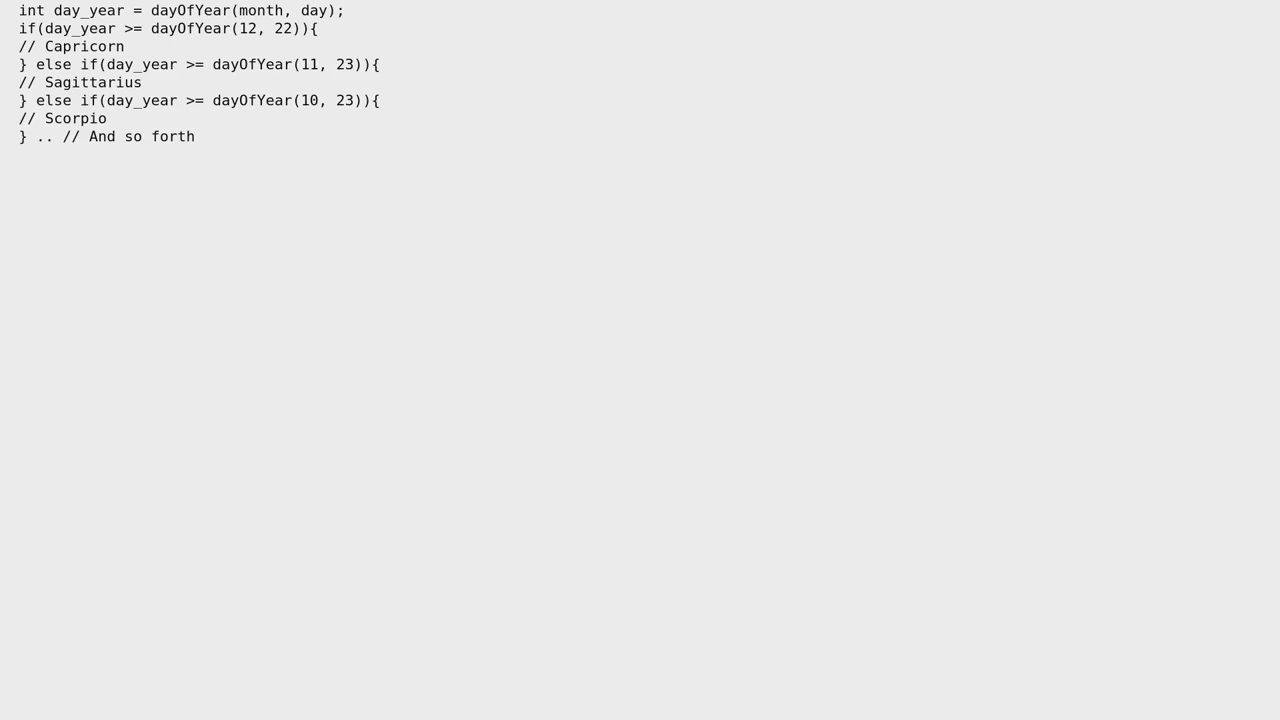 int day_year = dayOfYear(month, day);
if(day_year >= dayOfYear(12, 22)){
// Capricorn
} else if(day_year >= dayOfYear(11, 23)){
// Sagittarius
} else if(day_year >= dayOfYear(10, 23)){
// Scorpio
} .. // And so forth